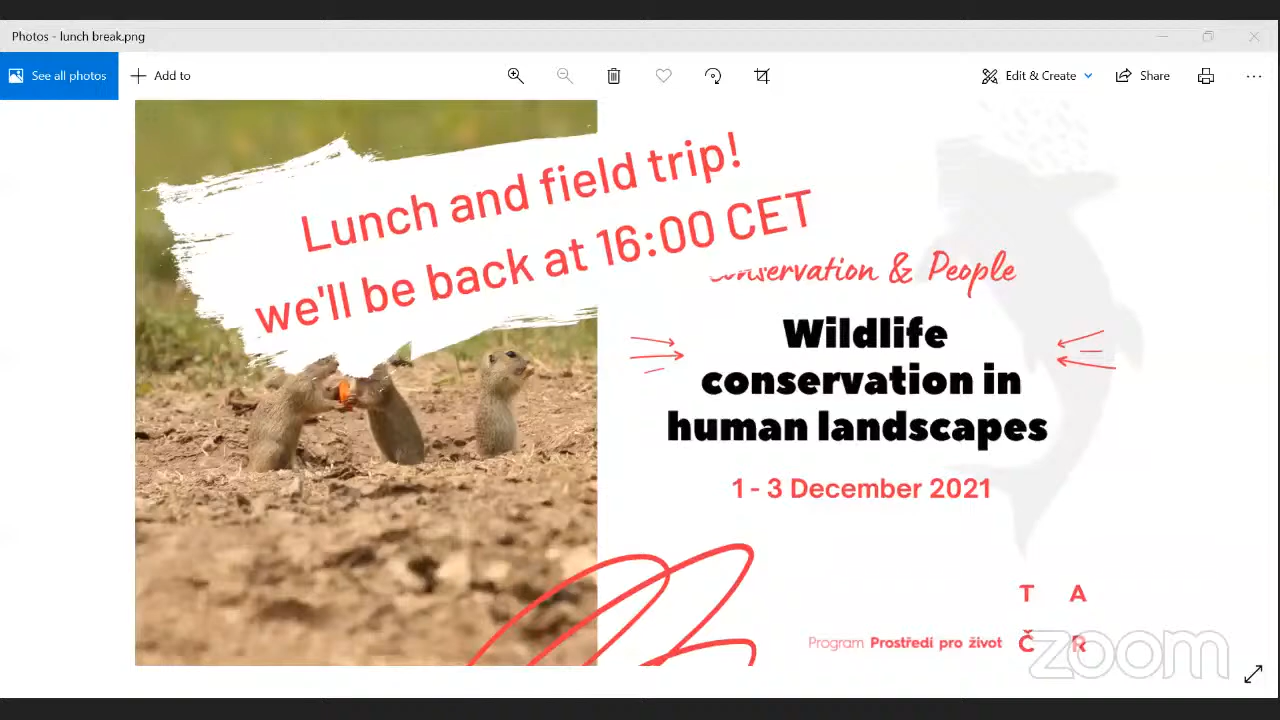 Photos - lunch break.png
See all photos
Add to
Edit & Create
Share
Lunch and field trip!
we'll be back at 16:00 CET
Conservation & People
Wildlife
conservation in
human landscapes
1 - 3 December 2021
T A
Program Prostředí pro život
Č R
zoom